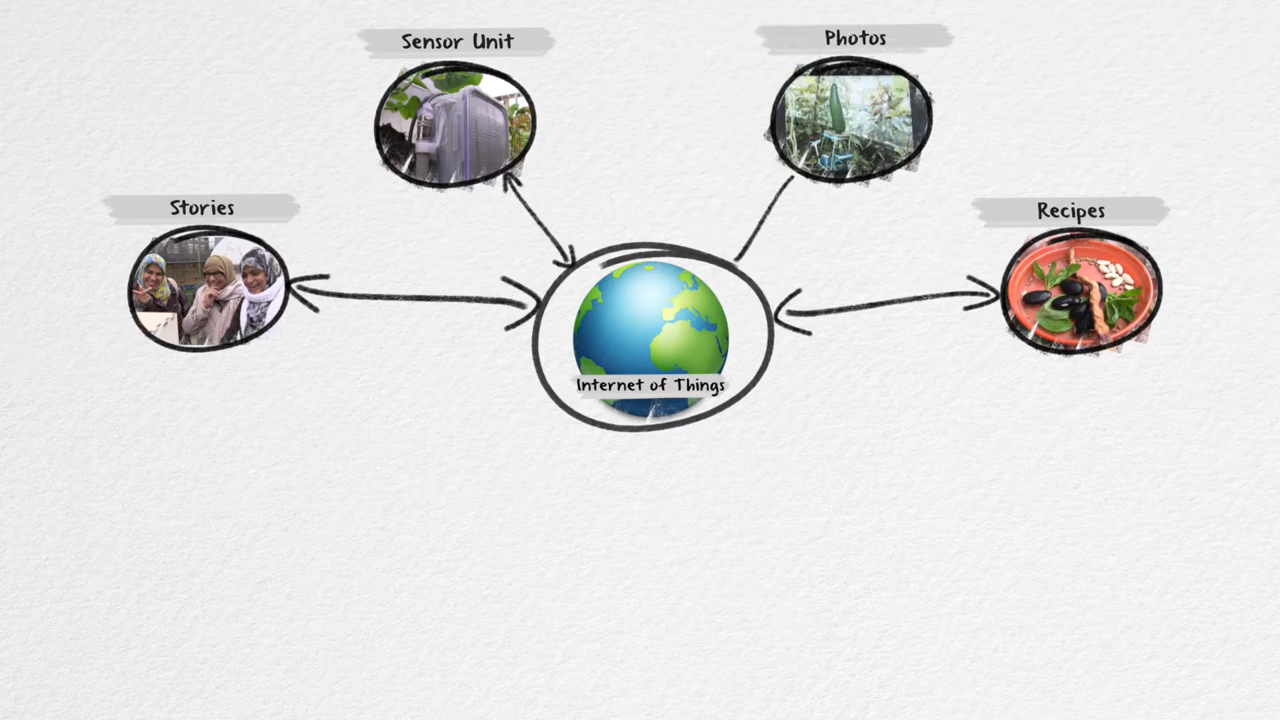 Sensor Unit
Photos
Stories
Recipes
Internet of Things